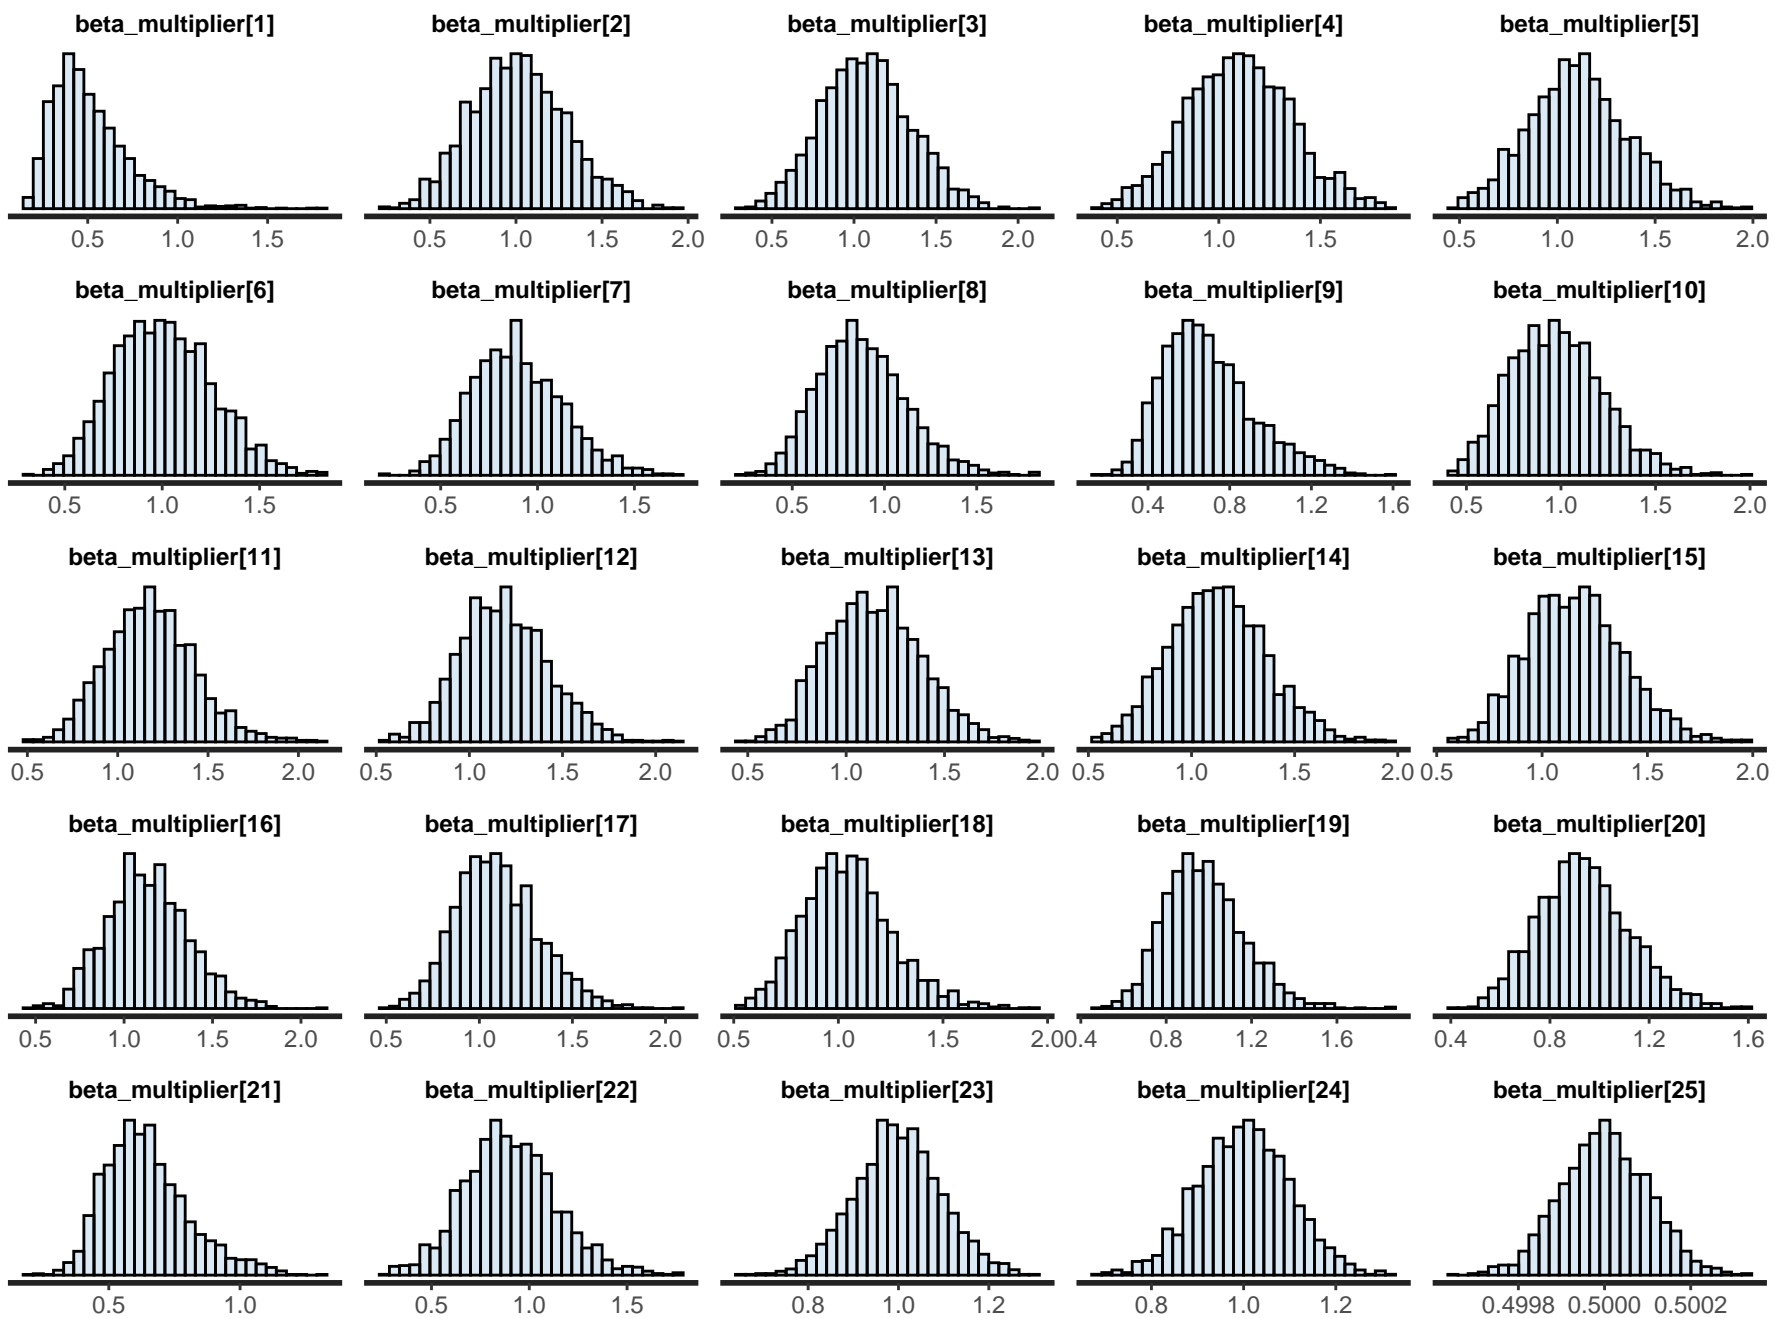 beta_multiplier[1] beta_multiplier[2] beta_multiplier[3] beta_multiplier[4] beta_multiplier[5]
0.5 1.0 1.5 0.5 1.0 1.5 2.0 0.5 1.0 1.5 2.0 0.5 1.0 1.5 0.5 1.0 1.5 2.0
beta_multiplier[6] beta_multiplier[7] beta_multiplier[8] beta_multiplier[9] beta_multiplier[10]
0.5 1.0 1.5 0.5 1.0 1.5 0.5 1.0 1.5 0.4 0.8 1.2 1.6 0.5 1.0 1.5 2.0
beta_multiplier[11] beta_multiplier[12] beta_multiplier[13] beta_multiplier[14] beta_multiplier[15]
0.5 1.0 1.5 2.0 0.5 1.0 1.5 2.0 0.5 1.0 1.5 2.0 0.5 1.0 1.5 2.0 0.5 1.0 1.5 2.0
beta_multiplier[16] beta_multiplier[17] beta_multiplier[18] beta_multiplier[19] beta_multiplier[20]
0.5 1.0 1.5 2.0 0.5 1.0 1.5 2.0 0.5 1.0 1.5 2.0 0.4 0.8 1.2 1.6 0.4 0.8 1.2 1.6
beta_multiplier[21] beta_multiplier[22] beta_multiplier[23] beta_multiplier[24] beta_multiplier[25]
0.5 1.0 0.5 1.0 1.5 0.8 1.0 1.2 0.8 1.0 1.2 0.4998 0.5000 0.5002